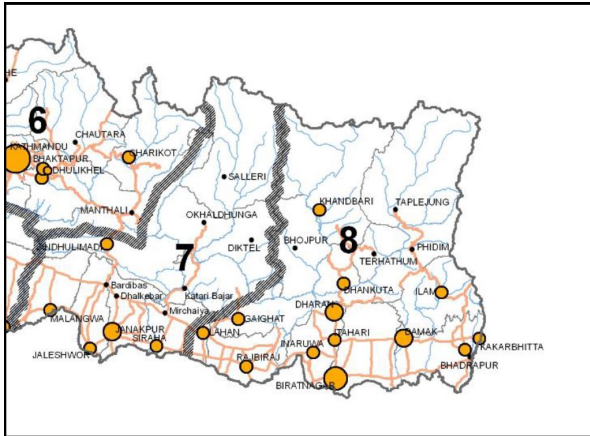 HE
6
CHAUTARA
KATHMANDU
BHAKTAPUR
DHULIKHEL
CHARIKOT
SALLERI
KHANDBARI
TAPLEJUNG
MANTHALI
OKHALDHUNGA
8
DIKTEL
BHOJPUR
PHIDIM
TERHATHUM
7
Bardibas
Dhalkebar
Katari Bajar
DHANKUTA
ILAM
Mirchaiya
MALANGWA
DHARAN
GAIGHAT
JANAKPUR
SIRAHA
LAHAN
ITAHARI
DAMAK
JALESHWOR
INARUWA
KAKARBHITTA
RAJBIRAJ
BHADRAPUR
BIRATNAGAR